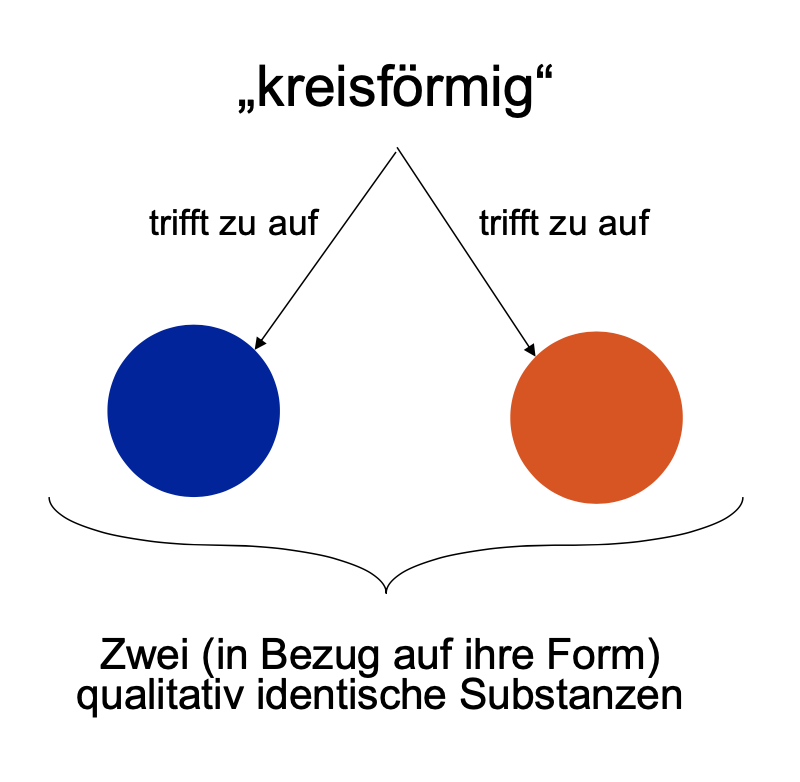 „kreisförmig“
trifft zu auf
trifft zu auf
Zwei (in Bezug auf ihre Form)
qualitativ identische Substanzen